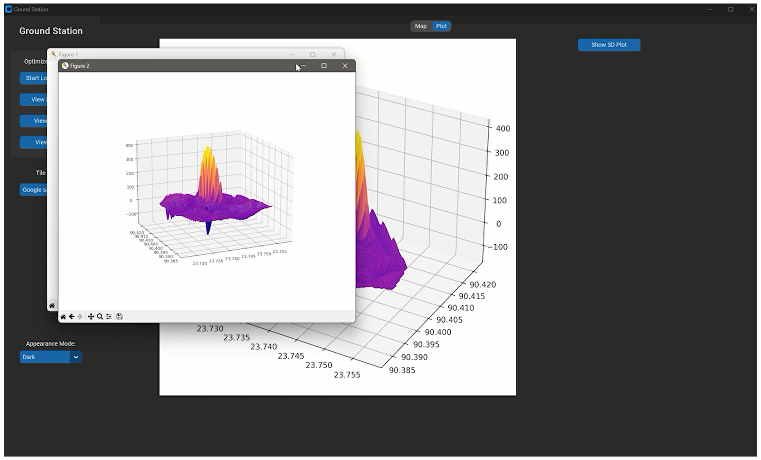 Gound Station
Ground Station
Map
Plot
Show 3D Plot
Figure 1
Figure 2
Optimize
Start Lo
View
View
View
Tile
Google s
400
300
200
100
0
−100
90.420
90.415
90.410
90.405
90.400
90.395
90.390
90.385
23.730
23.735
23.740
23.745
23.750
23.755
400
300
200
100
0
−100
90.420
90.415
90.410
90.405
90.400
90.395
90.390
90.385
23.730
23.735
23.740
23.745
23.750
23.755
Appearance Mode:
Dark